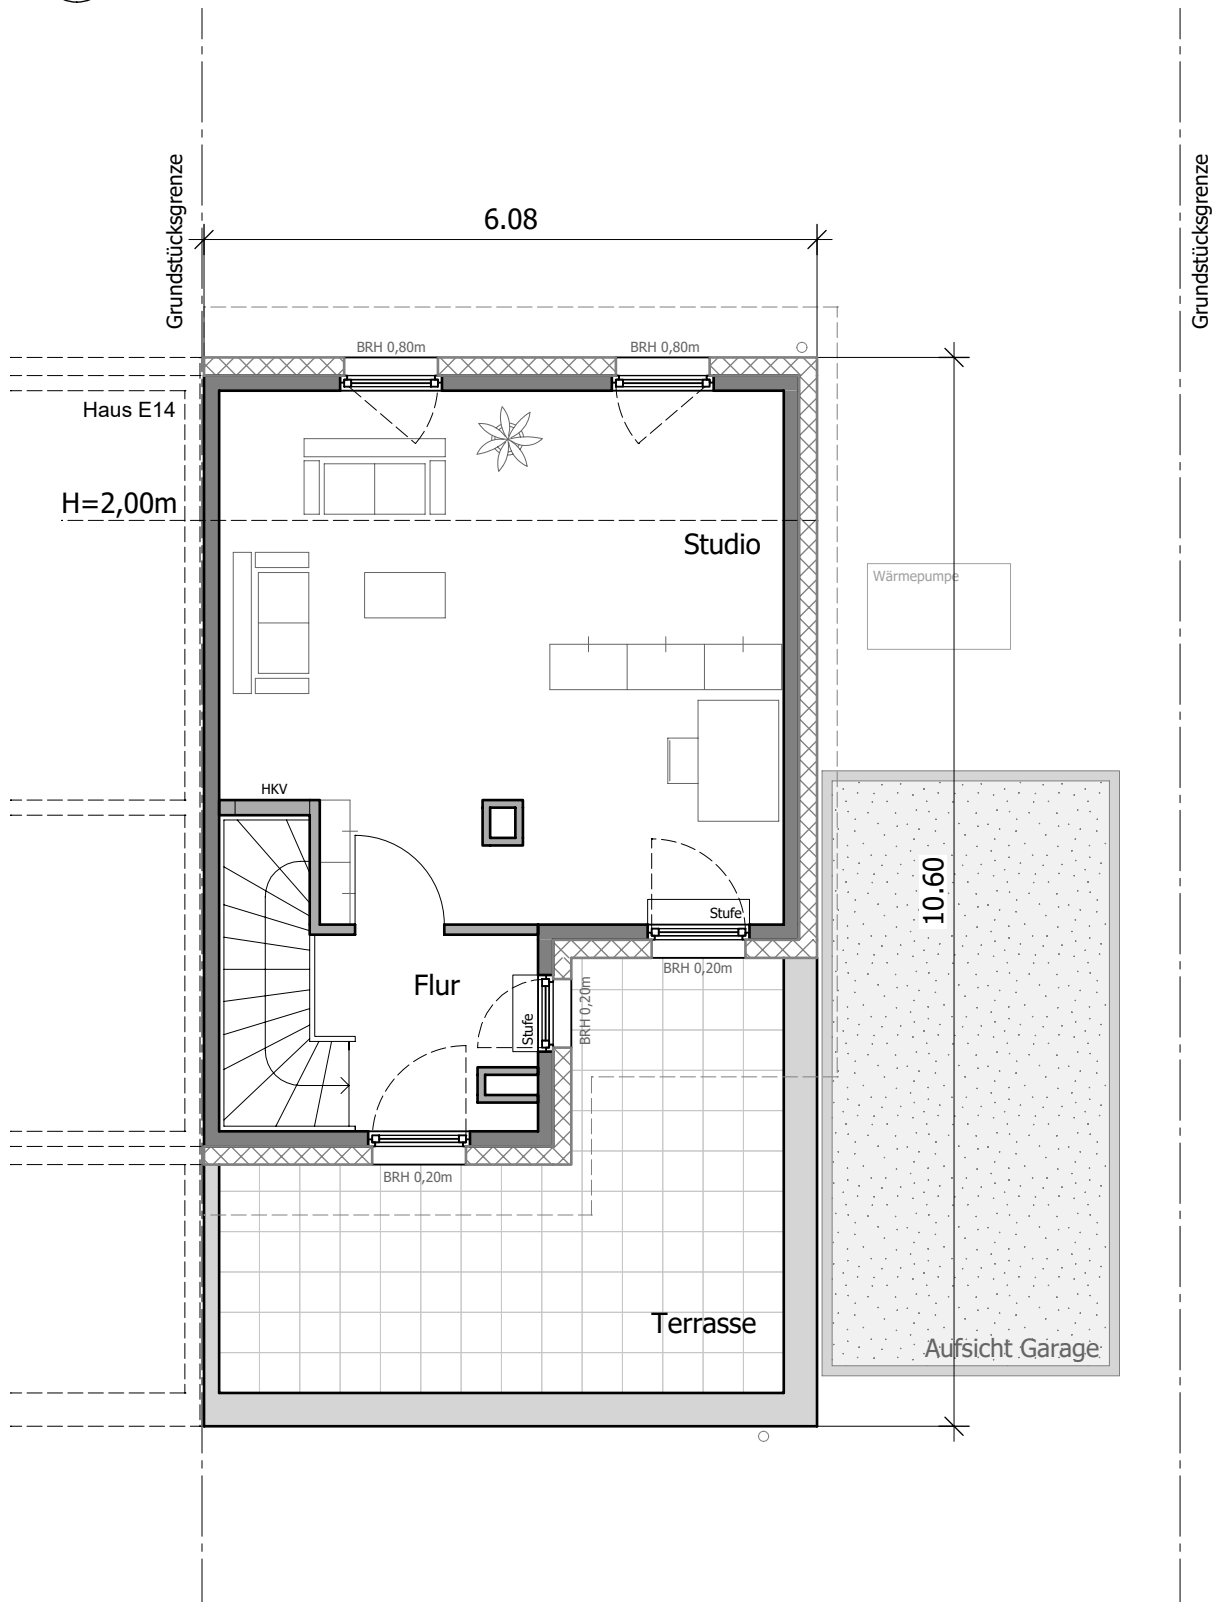 Grundstücksgrenze
Grundstücksgrenze
6.08
BRH 0,80m
BRH 0,80m
Haus E14
H=2,00m
Studio
Wärmepumpe
HKV
10.60
Stufe
BRH 0,20m
Flur
Stufe
BRH 0,20m
BRH 0,20m
Terrasse
Aufsicht Garage